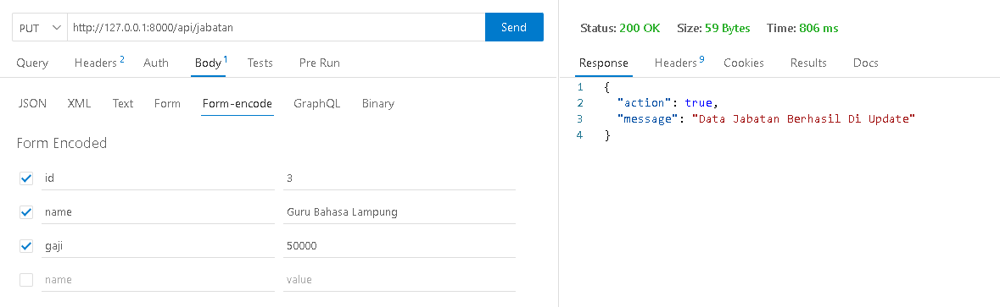 PUT http://127.0.0.1:8000/api/jabatan Send
Query Headers 2 Auth Body 1 Tests Pre Run
JSON XML Text Form Form-encode GraphQL Binary
Form Encoded
id 3
name Guru Bahasa Lampung
gaji 50000
name value
Status: 200 OK Size: 59 Bytes Time: 806 ms
Response Headers 9 Cookies Results Docs
1 {
2 "action": true,
3 "message": "Data Jabatan Berhasil Di Update"
4 }